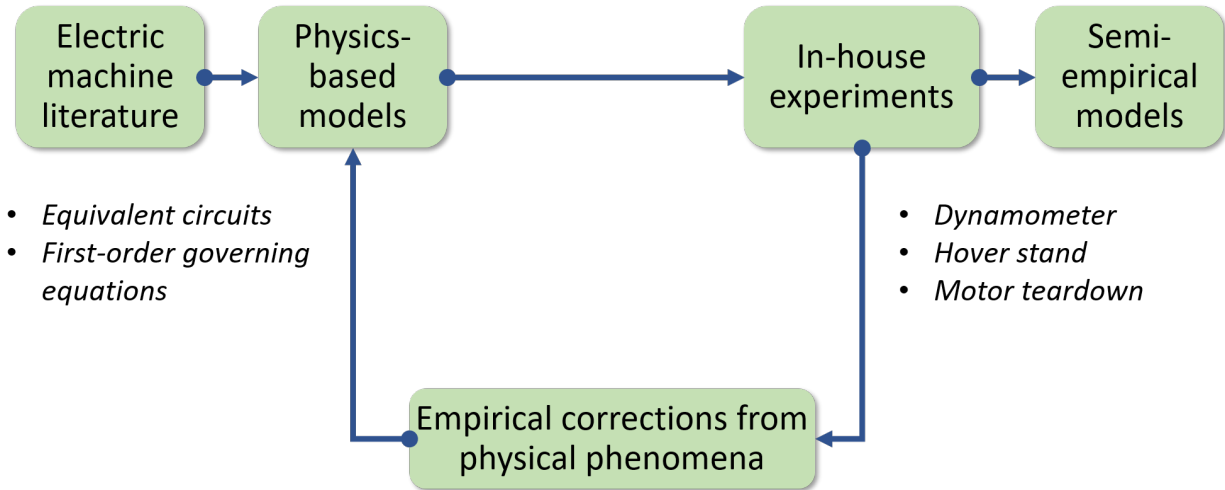 Electric
machine
literature
Physics-
based
models
In-house
experiments
Semi-
empirical
models
• Equivalent circuits
• First-order governing
equations
• Dynamometer
• Hover stand
• Motor teardown
Empirical corrections from
physical phenomena